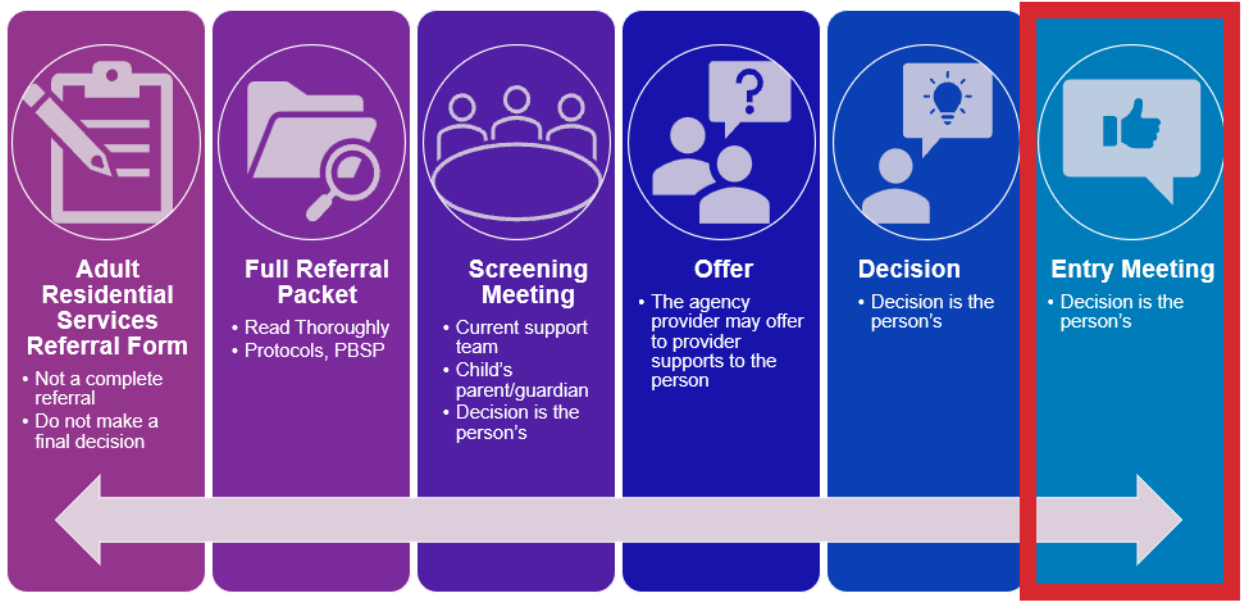 Adult
Residential
Services
Referral Form
• Not a complete
referral
• Do not make a
final decision
Full Referral
Packet
• Read Thoroughly
• Protocols, PBSP
Screening
Meeting
• Current support
team
• Child's
parent/guardian
• Decision is the
person's
Offer
• The agency
provider may offer
to provider
supports to the
person
Decision
• Decision is the
person's
Entry Meeting
• Decision is the
person's